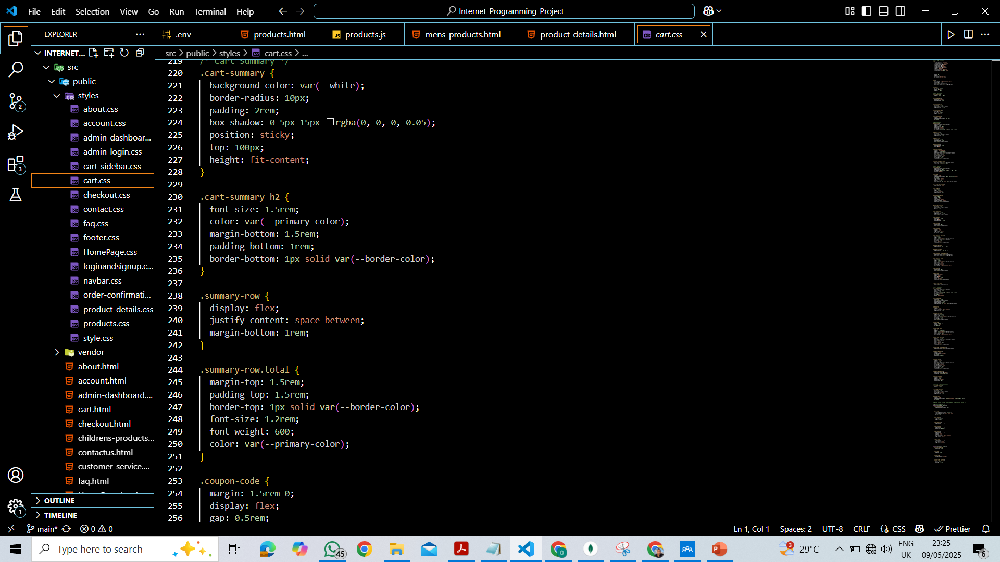 File Edit Selection View Go Run Terminal Help
Internet_Programming_Project
EXPLORER
.env
products.html
products.js
mens-products.html
product-details.html
cart.css
INTERNET...
src > public > styles > cart.css > ...
src
public
styles
about.css
account.css
admin-dashboar...
admin-login.css
cart-sidebar.css
cart.css
checkout.css
contact.css
faq.css
footer.css
HomePage.css
loginandsignup.c...
navbar.css
order-confirmati...
product-details.css
products.css
style.css
vendor
about.html
account.html
admin-dashboard....
cart.html
checkout.html
childrens-products...
contactus.html
customer-service....
faq.html
OUTLINE
TIMELINE
219 /* Cart Summary */
220 .cart-summary {
221 background-color: var(--white);
222 border-radius: 10px;
223 padding: 2rem;
224 box-shadow: 0 5px 15px rgba(0, 0, 0, 0.05);
225 position: sticky;
226 top: 100px;
227 height: fit-content;
228 }
229
230 .cart-summary h2 {
231 font-size: 1.5rem;
232 color: var(--primary-color);
233 margin-bottom: 1.5rem;
234 padding-bottom: 1rem;
235 border-bottom: 1px solid var(--border-color);
236 }
237
238 .summary-row {
239 display: flex;
240 justify-content: space-between;
241 margin-bottom: 1rem;
242 }
243
244 .summary-row.total {
245 margin-top: 1.5rem;
246 padding-top: 1.5rem;
247 border-top: 1px solid var(--border-color);
248 font-size: 1.2rem;
249 font-weight: 600;
250 color: var(--primary-color);
251 }
252
253 .coupon-code {
254 margin: 1.5rem 0;
255 display: flex;
256 gap: 0.5rem;
2
3
1
main* 0 0
Ln 1, Col 1 Spaces: 2 UTF-8 CRLF CSS Prettier
Type here to search
45
3
29°C
ENG
UK
23:25
09/05/2025
6